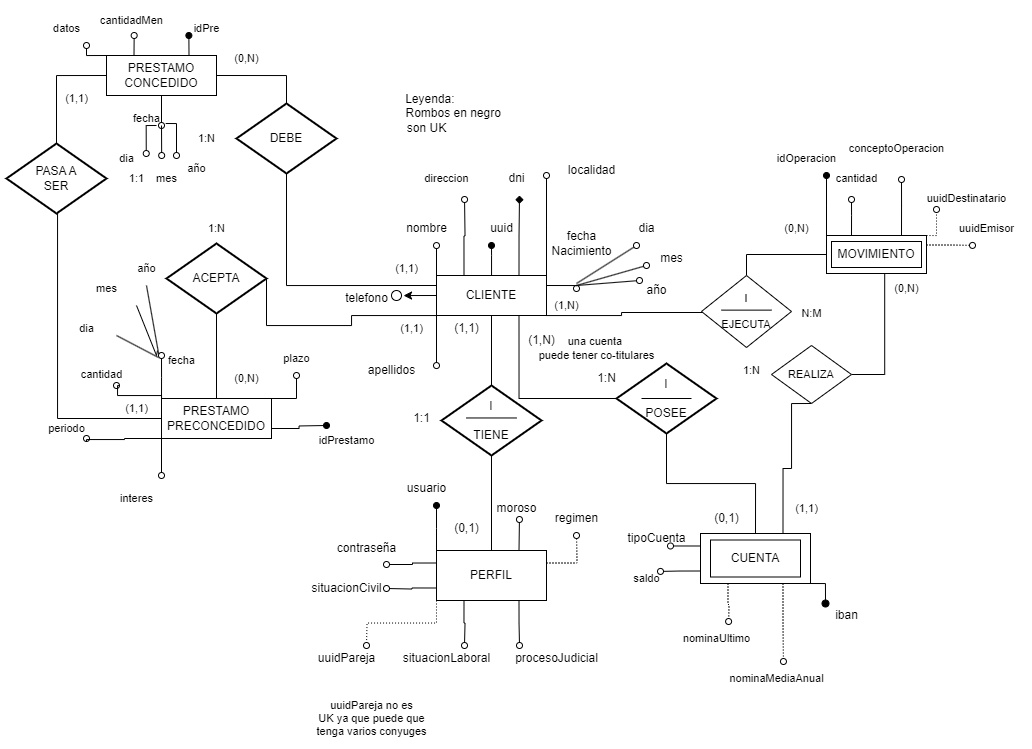 cantidadMen
datos
idPre
PRESTAMO
CONCEDIDO
(0,N)
(1,1)
fecha
dia
mes
año
1:1
1:N
DEBE
PASA A
SER
Leyenda:
Rombos en negro
son UK
direccion
dni
localidad
nombre
uuid
fecha
Nacimiento
dia
mes
año
(1,1)
telefono
CLIENTE
(1,N)
(1,1)
(1,1)
apellidos
(1,N)
una cuenta
puede tener co-titulares
idOperacion
conceptoOperacion
cantidad
uuidDestinatario
uuidEmisor
(0,N)
MOVIMIENTO
(0,N)
I
EJECUTA
N:M
1:N
REALIZA
1:N
ACEPTA
año
mes
dia
fecha
cantidad
plazo
(0,N)
(1,1)
PRESTAMO
PRECONCEDIDO
periodo
idPrestamo
interes
1:1
I
TIENE
1:N
I
POSEE
usuario
(0,1)
moroso
regimen
contraseña
situacionCivil
PERFIL
uuidPareja
situacionLaboral
procesoJudicial
uuidPareja no es
UK ya que puede que
tenga varios conyuges
(0,1)
(1,1)
tipoCuenta
saldo
CUENTA
iban
nominaUltimo
nominaMediaAnual